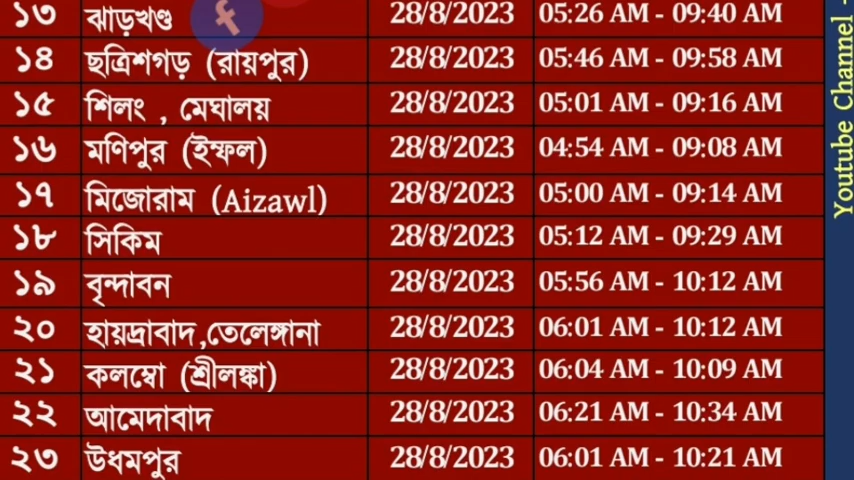 ১৩ ঝাড়খণ্ড 28/8/2023 05:26 AM - 09:40 AM
১৪ ছত্রিশগড় (রায়পুর) 28/8/2023 05:46 AM - 09:58 AM
১৫ শিলং , মেঘালয় 28/8/2023 05:01 AM - 09:16 AM
১৬ মণিপুর (ইম্ফল) 28/8/2023 04:54 AM - 09:08 AM
১৭ মিজোরাম (Aizawl) 28/8/2023 05:00 AM - 09:14 AM
১৮ সিকিম 28/8/2023 05:12 AM - 09:29 AM
১৯ বৃন্দাবন 28/8/2023 05:56 AM - 10:12 AM
২০ হায়দ্রাবাদ,তেলেঙ্গানা 28/8/2023 06:01 AM - 10:12 AM
২১ কলম্বো (শ্রীলঙ্কা) 28/8/2023 06:04 AM - 10:09 AM
২২ আমেদাবাদ 28/8/2023 06:21 AM - 10:34 AM
২৩ উধমপুর 28/8/2023 06:01 AM - 10:21 AM
Youtube Channel -